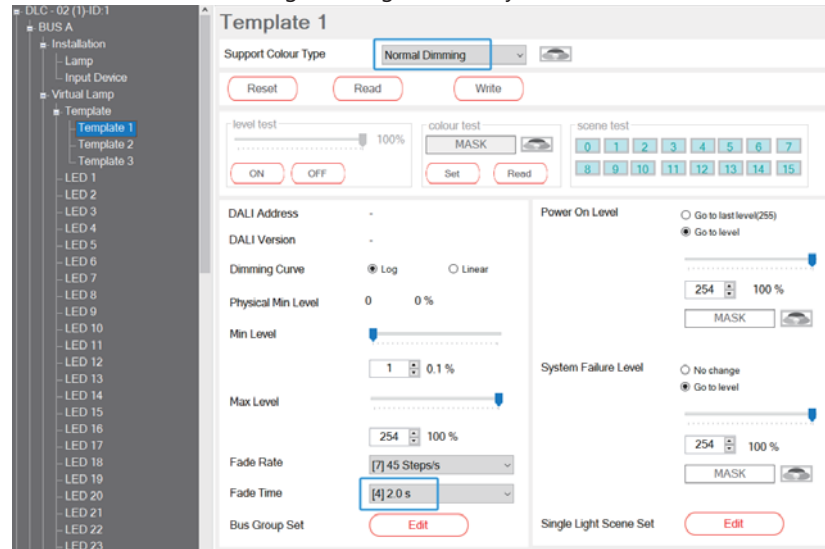 DLC - 02 (1)-ID:1
BUS A
Installation
Lamp
Input Device
Virtual Lamp
Template
Template 1
Template 2
Template 3
LED 1
LED 2
LED 3
LED 4
LED 5
LED 6
LED 7
LED 8
LED 9
LED 10
LED 11
LED 12
LED 13
LED 14
LED 15
LED 16
LED 17
LED 18
LED 19
LED 20
LED 21
LED 22
LED 23
Template 1
Support Colour Type Normal Dimming
Reset Read Write
level test colour test scene test
100% MASK 0 1 2 3 4 5 6 7
ON OFF Set Read 8 9 10 11 12 13 14 15
DALI Address -
DALI Version -
Dimming Curve Log Linear
Physical Min Level 0 0 %
Min Level
1 0.1 %
Max Level
254 100 %
Fade Rate [7] 45 Steps/s
Fade Time [4] 2.0 s
Bus Group Set Edit
Power On Level Go to last level(255)
Go to level
254 100 %
MASK
System Failure Level No change
Go to level
254 100 %
MASK
Single Light Scene Set Edit